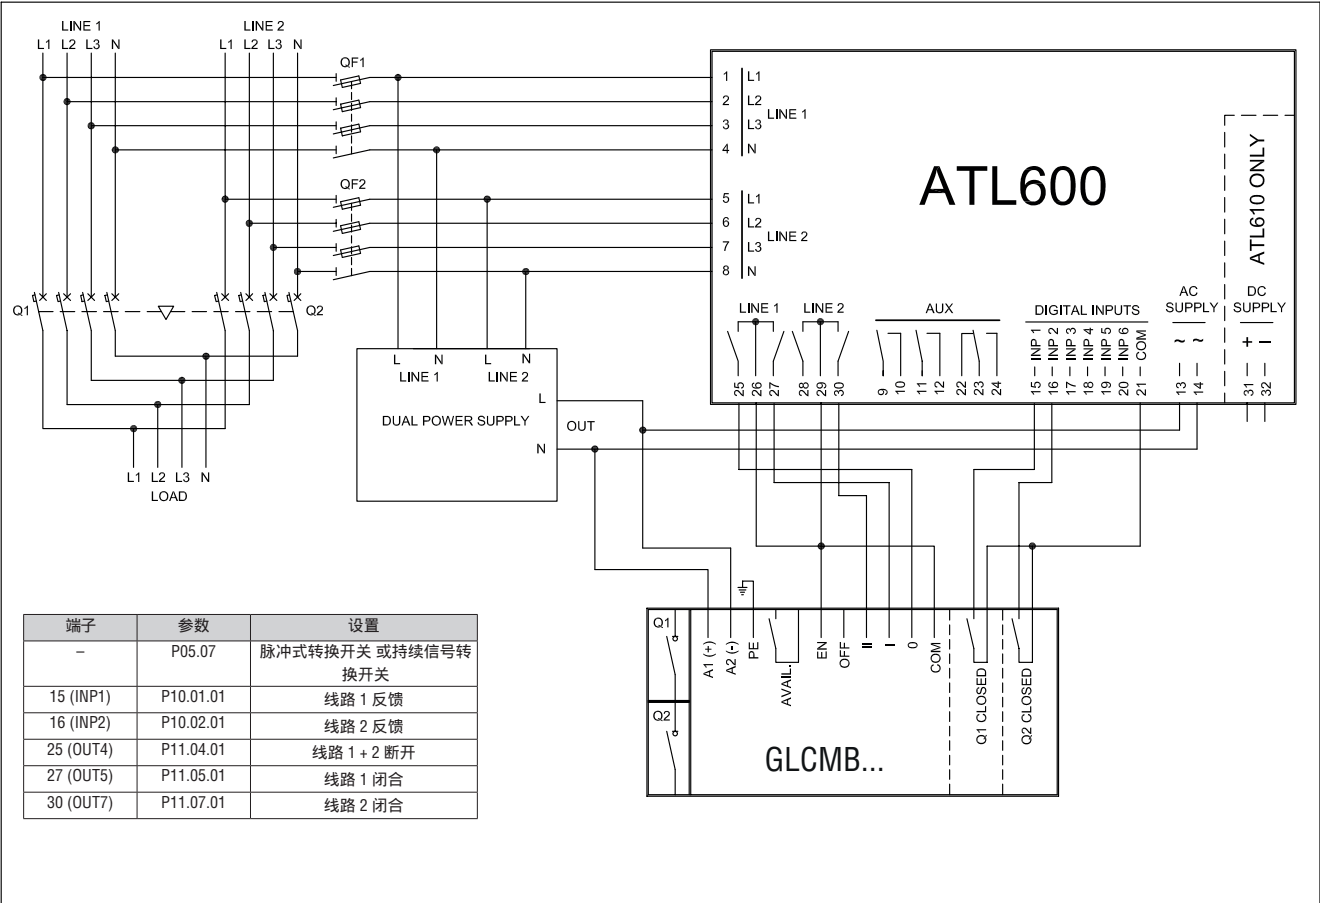 LINE 1
LINE 2
L1 L2 L3 N
L1 L2 L3 N
QF1
QF2
Q1
Q2
L1 L2 L3 N
LOAD
1 L1
2 L2
3 L3
4 N
LINE 1
5 L1
6 L2
7 L3
8 N
LINE 2
ATL600
ATL610 ONLY
LINE 1
LINE 2
AUX
DIGITAL INPUTS
AC
SUPPLY
DC
SUPPLY
~ ~
+ −
25 26 27 28 29 30
9 10 11 12 22 23 24
15 – INP 1
16 – INP 2
17 – INP 3
18 – INP 4
19 – INP 5
20 – INP 6
21 – COM
13 14
31 32
L N L N
LINE 1 LINE 2
DUAL POWER SUPPLY
L
OUT
N
Q1
Q2
A1 (+)
A2 (-)
PE
AVAIL.
EN
OFF
II
I
0
COM
Q1 CLOSED
Q2 CLOSED
GLCMB...
端子 参数 设置
– P05.07 脉冲式转换开关 或持续信号转
换开关
15 (INP1) P10.01.01 线路 1 反馈
16 (INP2) P10.02.01 线路 2 反馈
25 (OUT4) P11.04.01 线路 1 + 2 断开
27 (OUT5) P11.05.01 线路 1 闭合
30 (OUT7) P11.07.01 线路 2 闭合